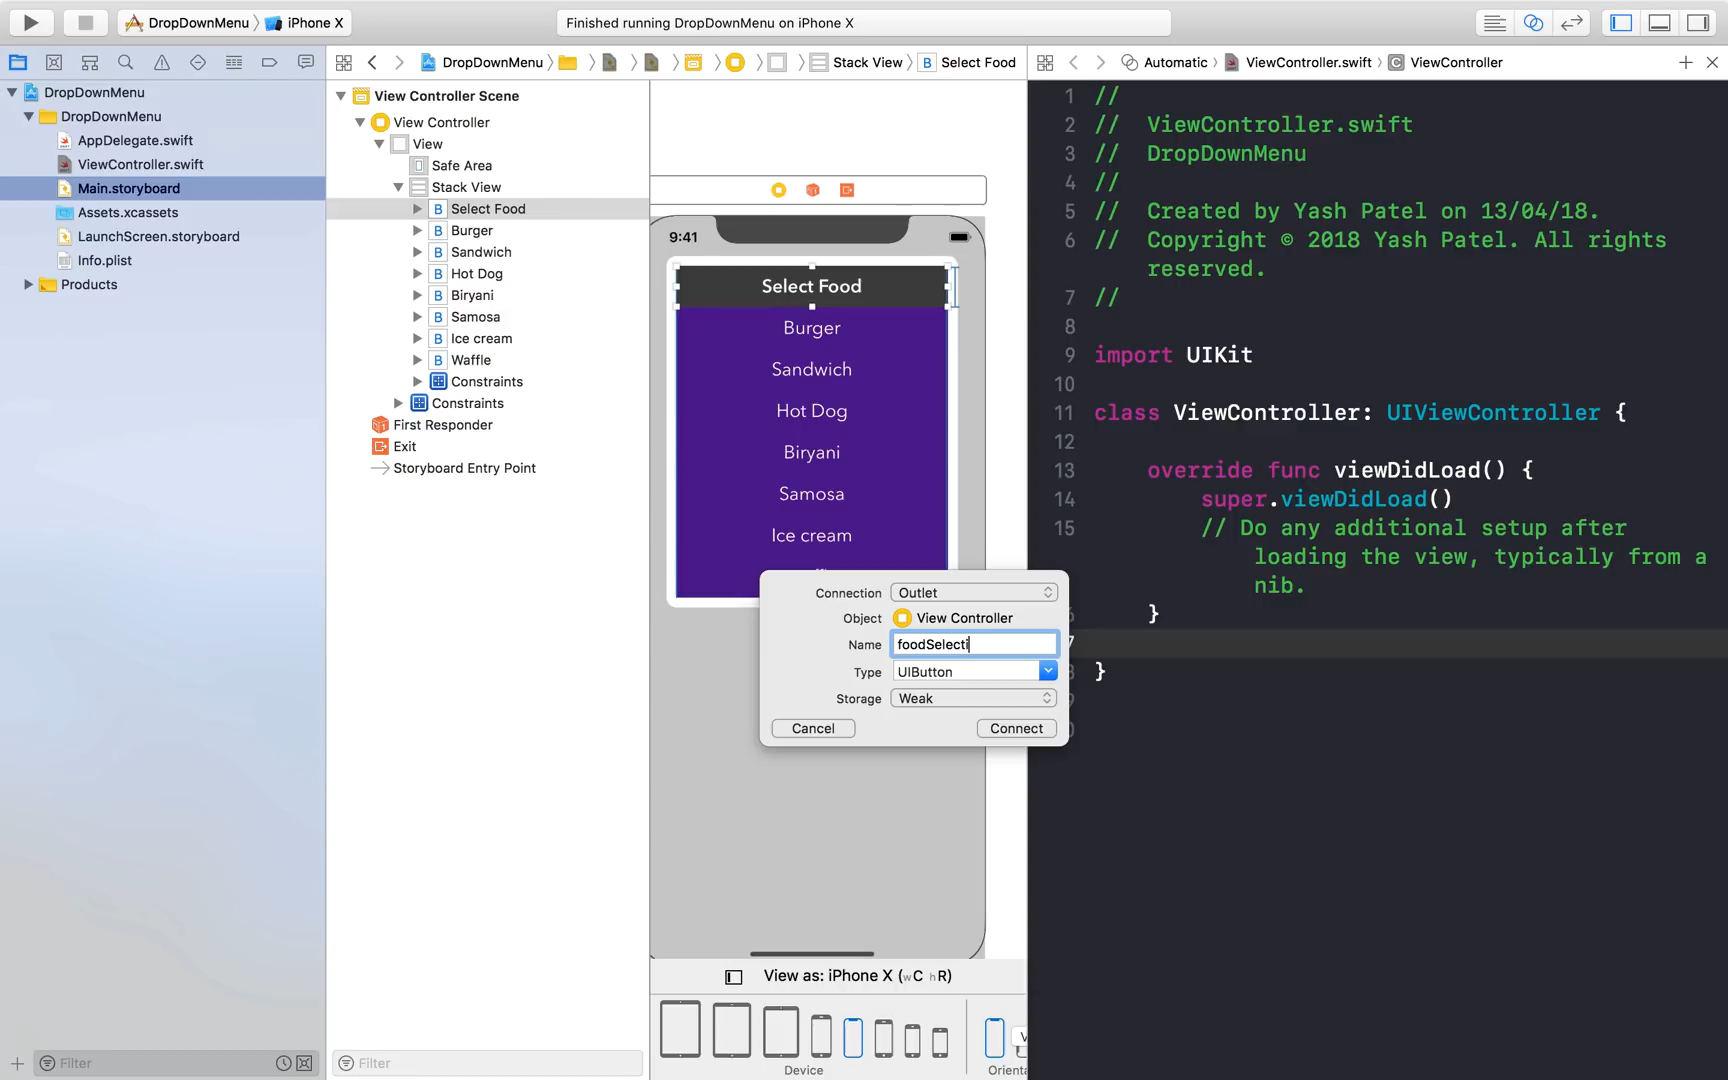 DropDownMenu
iPhone X
Finished running DropDownMenu on iPhone X
DropDownMenu
Stack View
B
Select Food
Automatic
ViewController.swift
C
ViewController
DropDownMenu
DropDownMenu
AppDelegate.swift
ViewController.swift
Main.storyboard
Assets.xcassets
LaunchScreen.storyboard
Info.plist
Products
Filter
View Controller Scene
View Controller
View
Safe Area
Stack View
B Select Food
B Burger
B Sandwich
B Hot Dog
B Biryani
B Samosa
B Ice cream
B Waffle
Constraints
Constraints
First Responder
Exit
Storyboard Entry Point
Filter
9:41
Select Food
Burger
Sandwich
Hot Dog
Biryani
Samosa
Ice cream
Connection Outlet
Object View Controller
Name foodSelecti
Type UIButton
Storage Weak
Cancel Connect
View as: iPhone X (wC hR)
Device
Orienta
1 //
2 // ViewController.swift
3 // DropDownMenu
4 //
5 // Created by Yash Patel on 13/04/18.
6 // Copyright © 2018 Yash Patel. All rights
reserved.
7 //
8
9 import UIKit
10
11 class ViewController: UIViewController {
12
13 override func viewDidLoad() {
14 super.viewDidLoad()
15 // Do any additional setup after
loading the view, typically from a
nib.
}
}